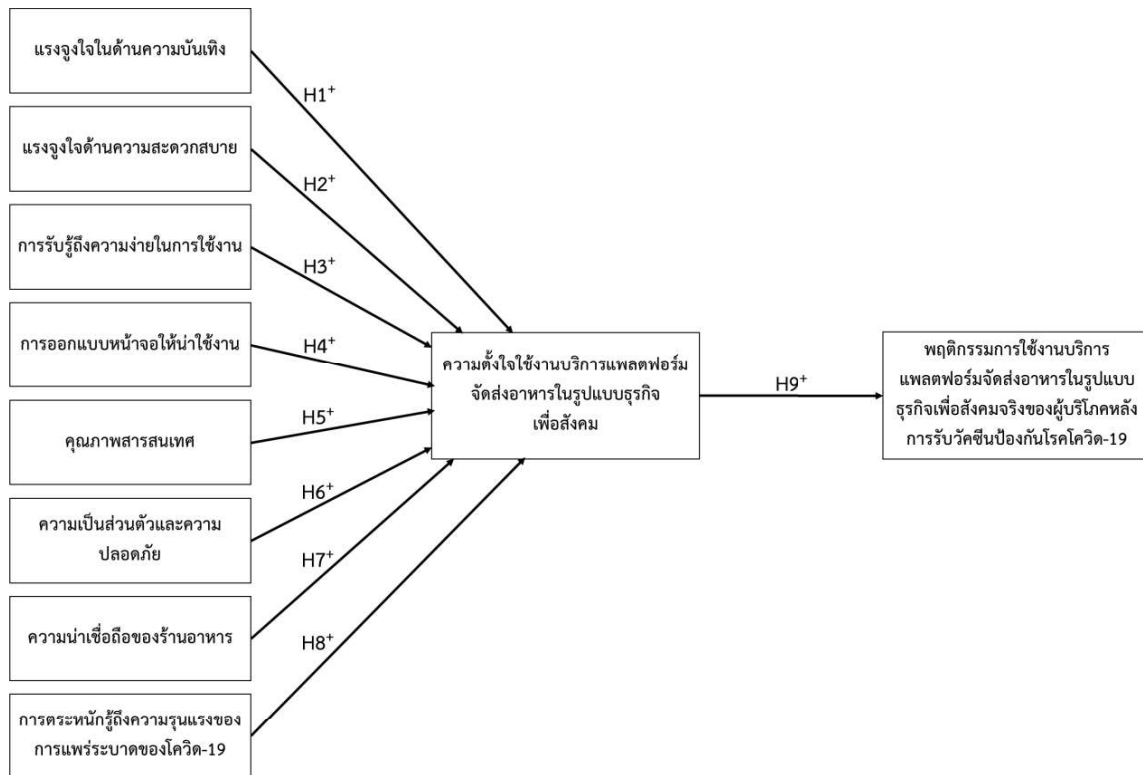 แรงจูงใจในด้านความบันเทิง
H1+
แรงจูงใจด้านความสะดวกสบาย
H2+
การรับรู้ถึงความง่ายในการใช้งาน
H3+
การออกแบบหน้าจอให้น่าใช้งาน
H4+
คุณภาพสารสนเทศ
H5+
ความเป็นส่วนตัวและความ
ปลอดภัย
H6+
ความน่าเชื่อถือของร้านอาหาร
H7+
การตระหนักรู้ถึงความรุนแรงของ
การแพร่ระบาดของโควิด-19
H8+
ความตั้งใจใช้งานบริการแพลตฟอร์ม
จัดส่งอาหารในรูปแบบธุรกิจ
เพื่อสังคม
H9+
พฤติกรรมการใช้งานบริการ
แพลตฟอร์มจัดส่งอาหารในรูปแบบ
ธุรกิจเพื่อสังคมจริงของผู้บริโภคหลัง
การรับวัคซีนป้องกันโรคโควิด-19